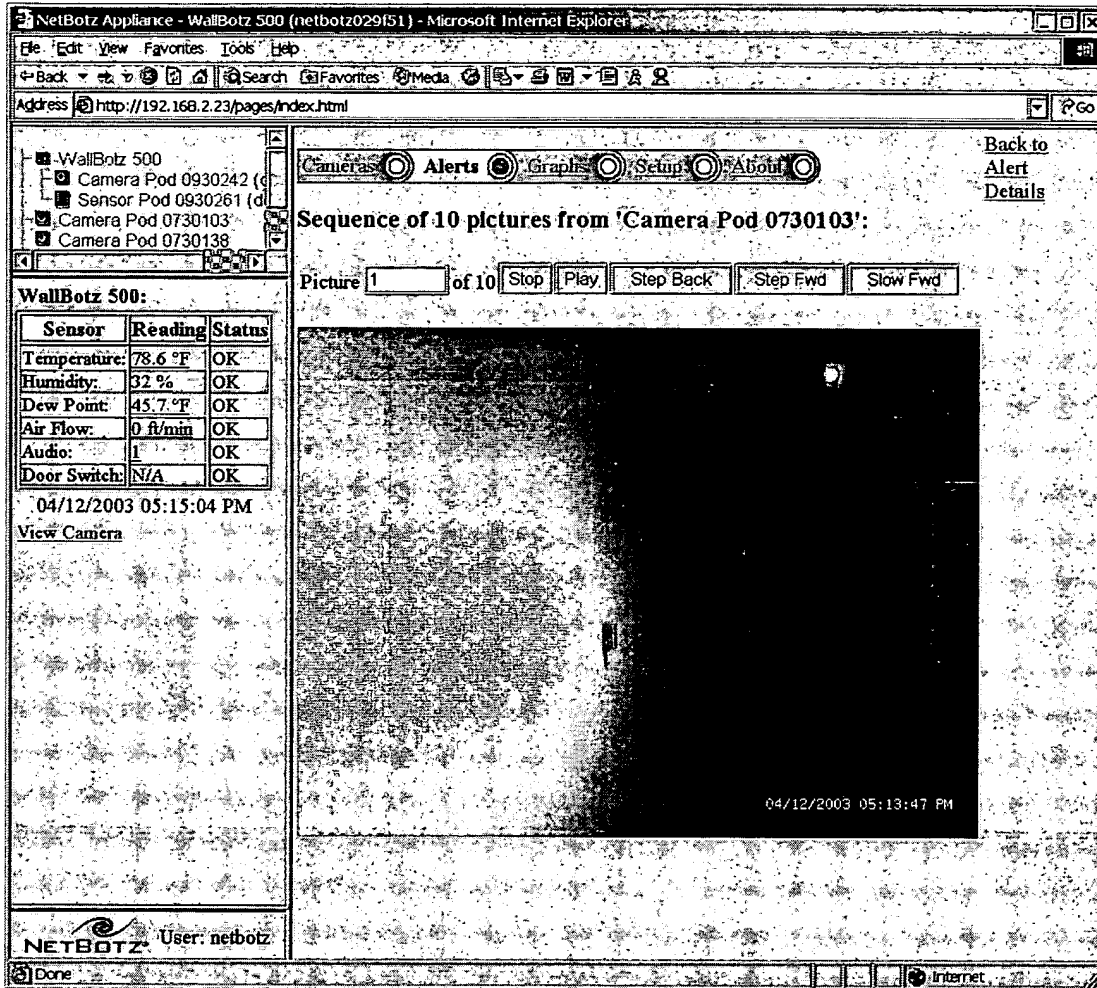 NetBotz Appliance - WallBotz 500 (netbotz029f51) - Microsoft Internet Explorer
File Edit View Favorites Tools Help
Back Search Favorites Media
Address http://192.168.2.23/pages/index.html Go
WallBotz 500
Camera Pod 0930242 (d
Sensor Pod 0930261 (d
Camera Pod 0730103
Camera Pod 0730138
WallBotz 500:
Sensor Reading Status
Temperature: 78.6 °F OK
Humidity: 32 % OK
Dew Point: 45.7 °F OK
Air Flow: 0 ft/min OK
Audio: 1 OK
Door Switch: N/A OK
04/12/2003 05:15:04 PM
View Camera
NETBOTZ User: netbotz
Cameras Alerts Graphs Setup About
Back to
Alert
Details
Sequence of 10 pictures from 'Camera Pod 0730103':
Picture 1 of 10 Stop Play Step Back Step Fwd Slow Fwd
04/12/2003 05:13:47 PM
Done Internet